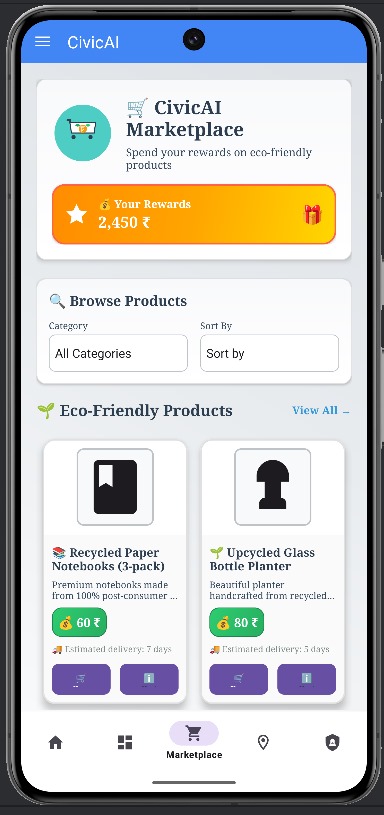 CivicAI
🛒 CivicAI
Marketplace
Spend your rewards on eco-friendly
products
💰 Your Rewards
2,450 ₹
🔍 Browse Products
Category
Sort By
All Categories
Sort by
🌱 Eco-Friendly Products
View All →
📚 Recycled Paper
Notebooks (3-pack)
Premium notebooks made
from 100% post-consumer ...
💰 60 ₹
🚚 Estimated delivery: 7 days
🌱 Upcycled Glass
Bottle Planter
Beautiful planter
handcrafted from recycled...
💰 80 ₹
🚚 Estimated delivery: 5 days
Marketplace